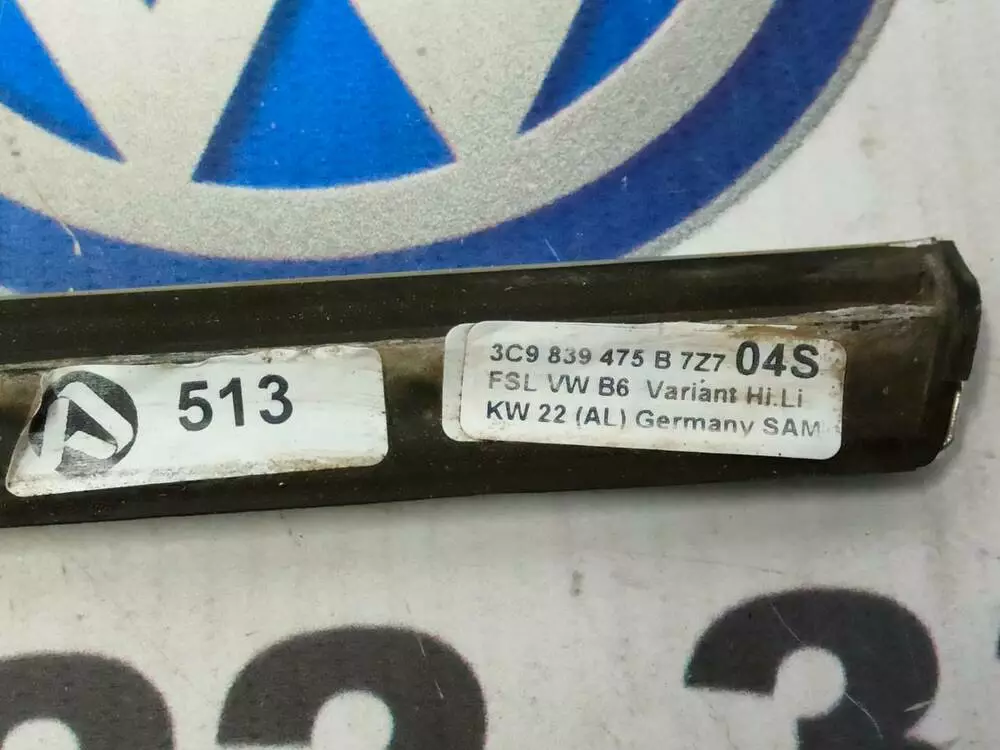 513
3C9 839 475 B 7Z7 04S
FSL VW B6 Variant Hi.Li
KW 22 (AL) Germany SAM